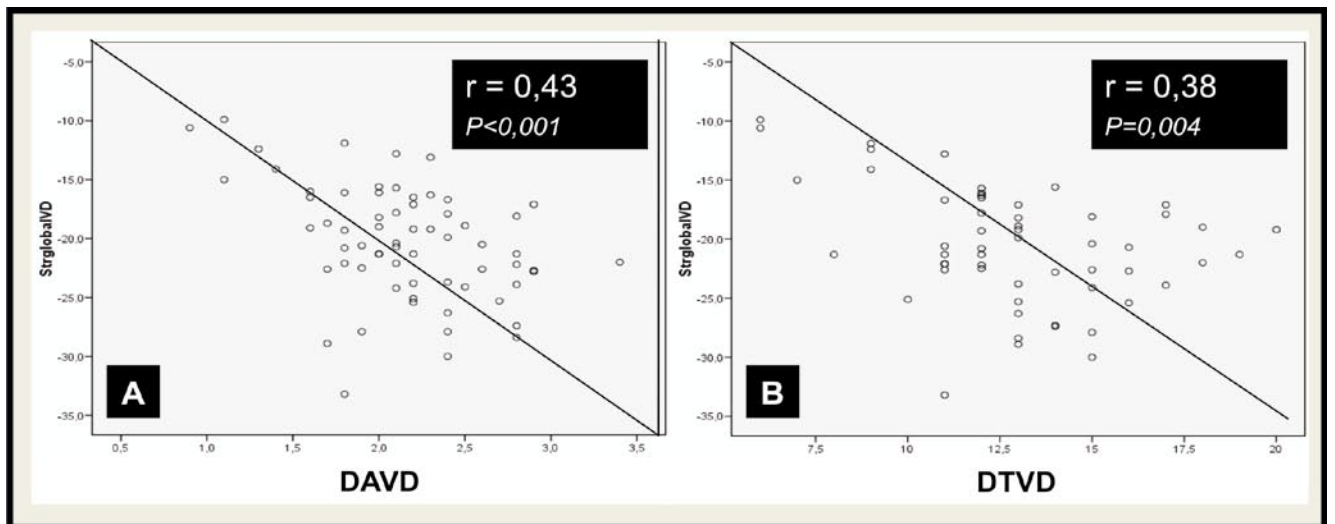 r = 0,43
P<0,001
-5,0
-10,0
-15,0
-20,0
-25,0
-30,0
-35,0
StrglobalVD
A
0,5 1,0 1,5 2,0 2,5 3,0 3,5
DAVD
r = 0,38
P=0,004
-5,0
-10,0
-15,0
-20,0
-25,0
-30,0
-35,0
StrglobalVD
B
7,5 10 12,5 15 17,5 20
DTVD